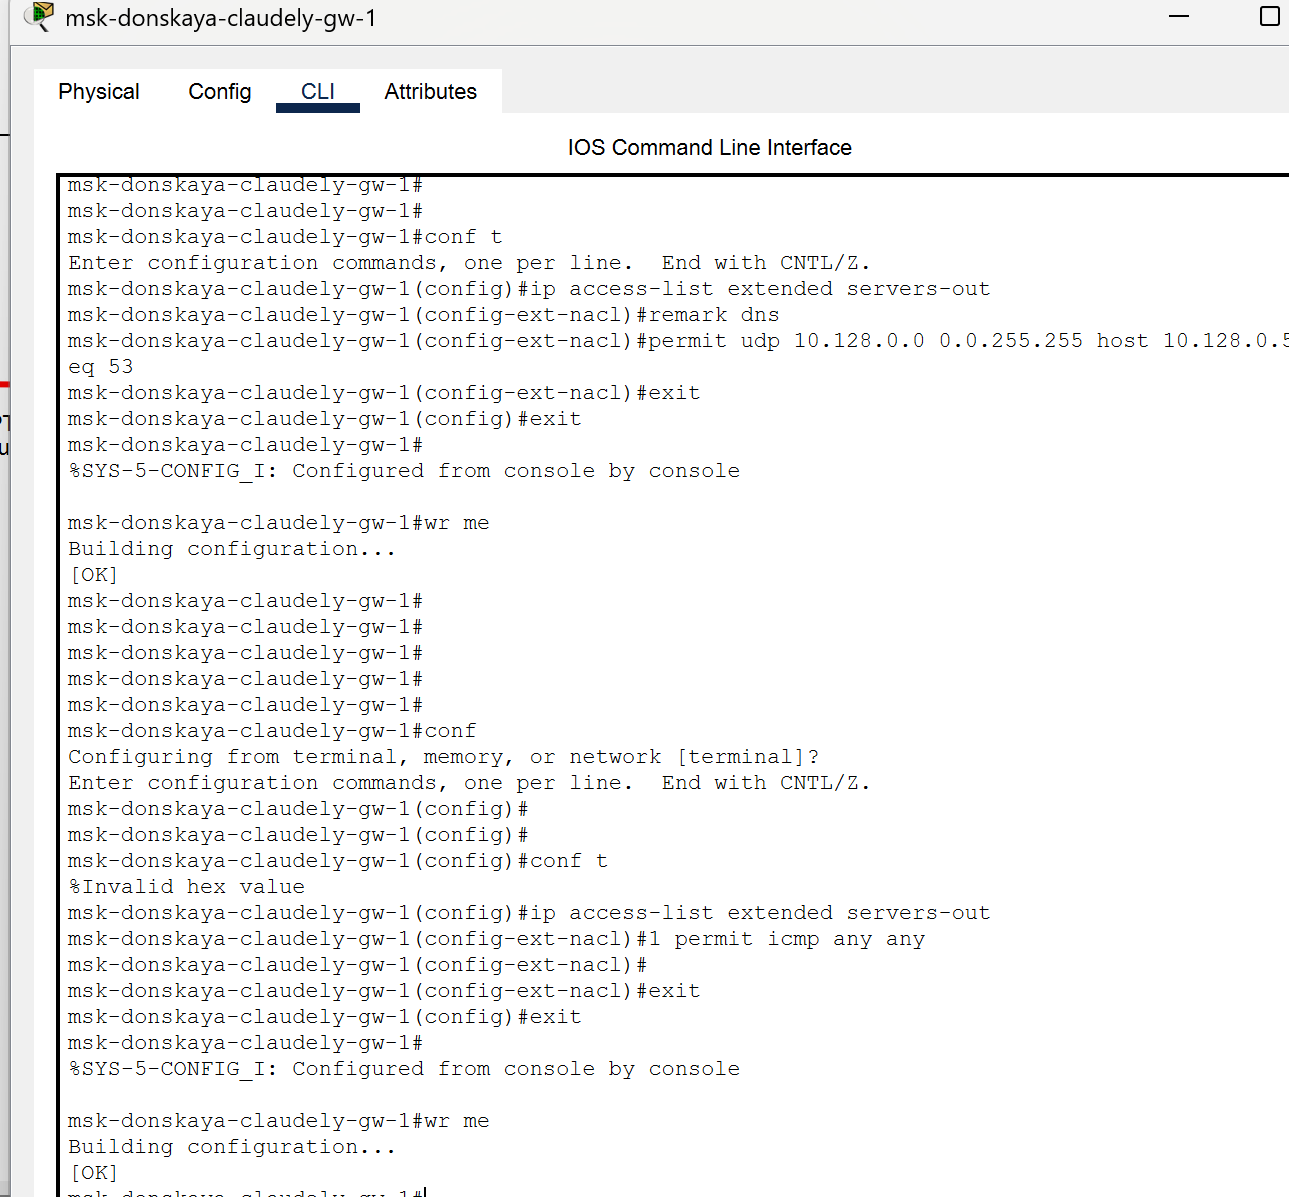 msk-donskaya-claudely-gw-1
Physical Config CLI Attributes
IOS Command Line Interface
msk-donskaya-claudely-gw-1#
msk-donskaya-claudely-gw-1#
msk-donskaya-claudely-gw-1#conf t
Enter configuration commands, one per line.  End with CNTL/Z.
msk-donskaya-claudely-gw-1(config)#ip access-list extended servers-out
msk-donskaya-claudely-gw-1(config-ext-nacl)#remark dns
msk-donskaya-claudely-gw-1(config-ext-nacl)#permit udp 10.128.0.0 0.0.255.255 host 10.128.0.5
eq 53
msk-donskaya-claudely-gw-1(config-ext-nacl)#exit
msk-donskaya-claudely-gw-1(config)#exit
msk-donskaya-claudely-gw-1#
%SYS-5-CONFIG_I: Configured from console by console
msk-donskaya-claudely-gw-1#wr me
Building configuration...
[OK]
msk-donskaya-claudely-gw-1#
msk-donskaya-claudely-gw-1#
msk-donskaya-claudely-gw-1#
msk-donskaya-claudely-gw-1#
msk-donskaya-claudely-gw-1#
msk-donskaya-claudely-gw-1#conf
Configuring from terminal, memory, or network [terminal]?
Enter configuration commands, one per line.  End with CNTL/Z.
msk-donskaya-claudely-gw-1(config)#
msk-donskaya-claudely-gw-1(config)#
msk-donskaya-claudely-gw-1(config)#conf t
%Invalid hex value
msk-donskaya-claudely-gw-1(config)#ip access-list extended servers-out
msk-donskaya-claudely-gw-1(config-ext-nacl)#1 permit icmp any any
msk-donskaya-claudely-gw-1(config-ext-nacl)#
msk-donskaya-claudely-gw-1(config-ext-nacl)#exit
msk-donskaya-claudely-gw-1(config)#exit
msk-donskaya-claudely-gw-1#
%SYS-5-CONFIG_I: Configured from console by console
msk-donskaya-claudely-gw-1#wr me
Building configuration...
[OK]
msk-donskaya-claudely-gw-1#